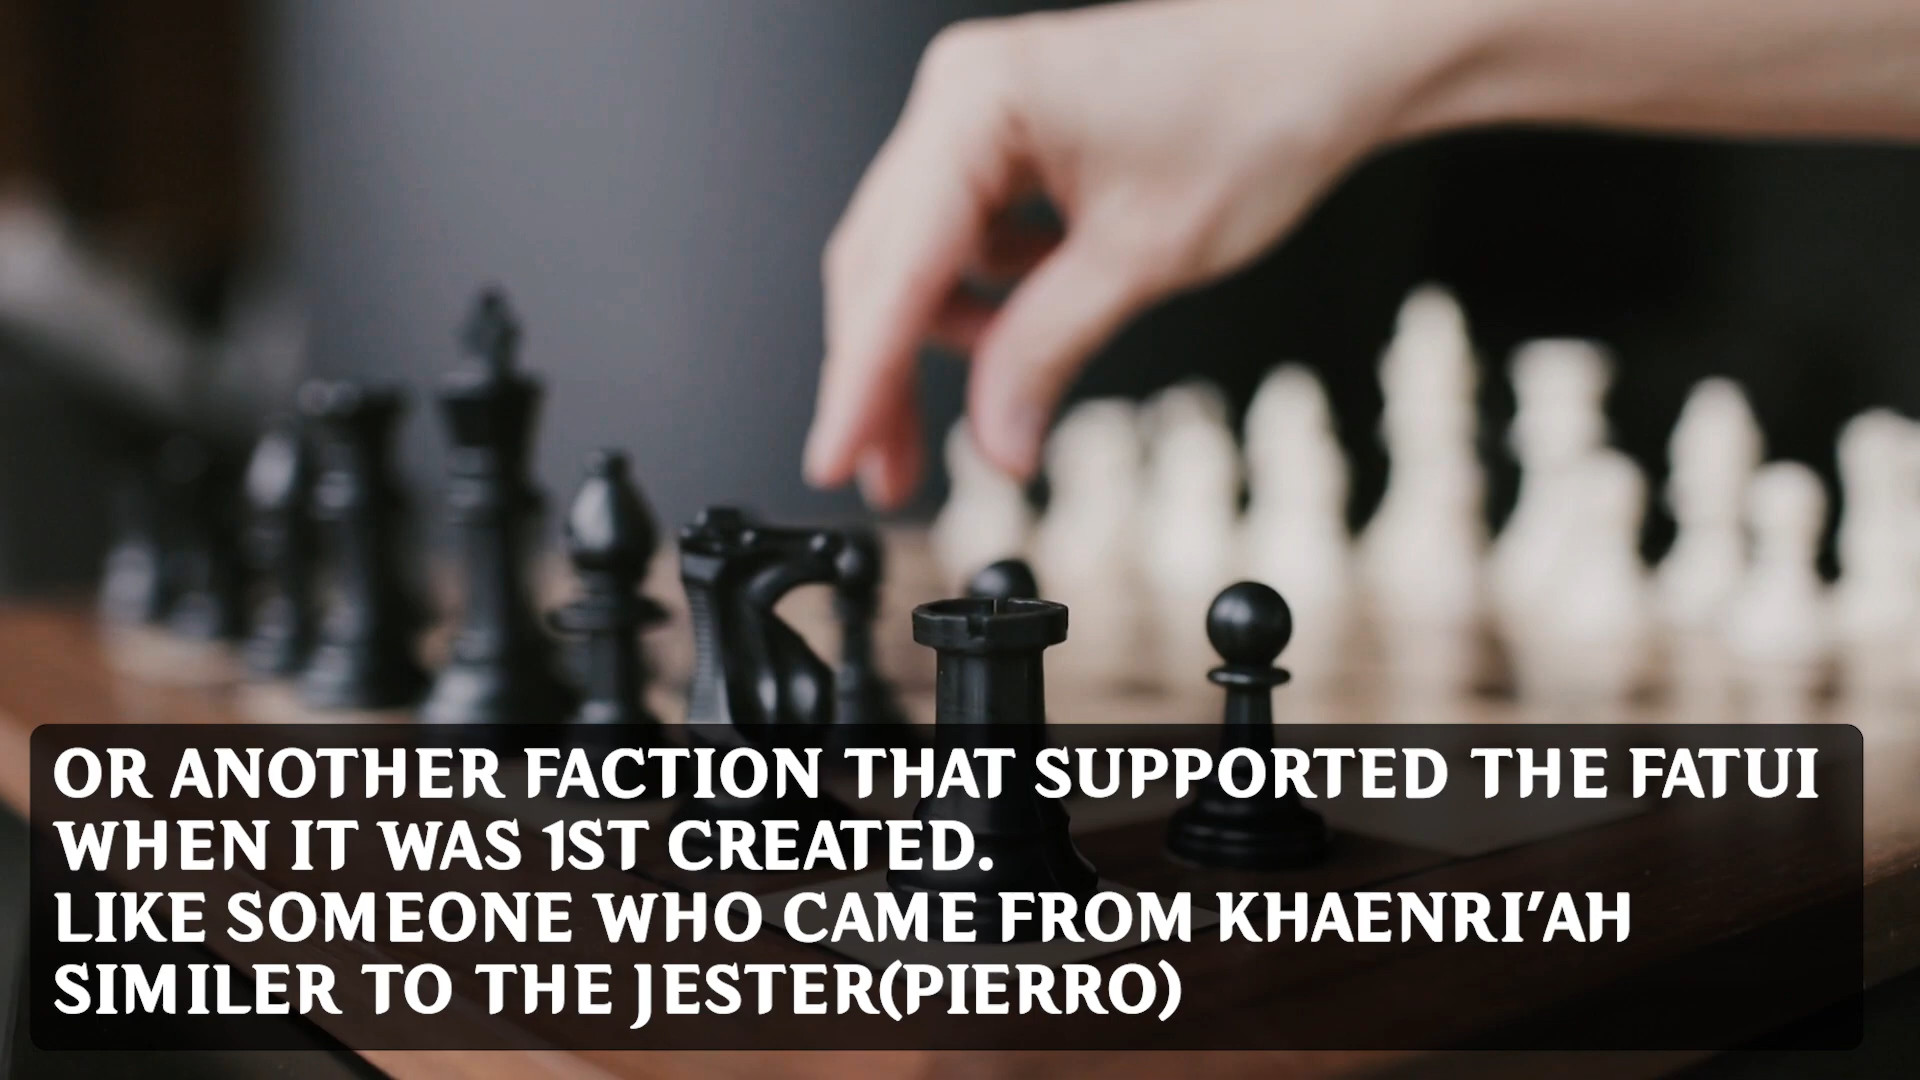 OR ANOTHER FACTION THAT SUPPORTED THE FATUI
WHEN IT WAS 1ST CREATED.
LIKE SOMEONE WHO CAME FROM KHAENRI'AH
SIMILER TO THE JESTER(PIERRO)